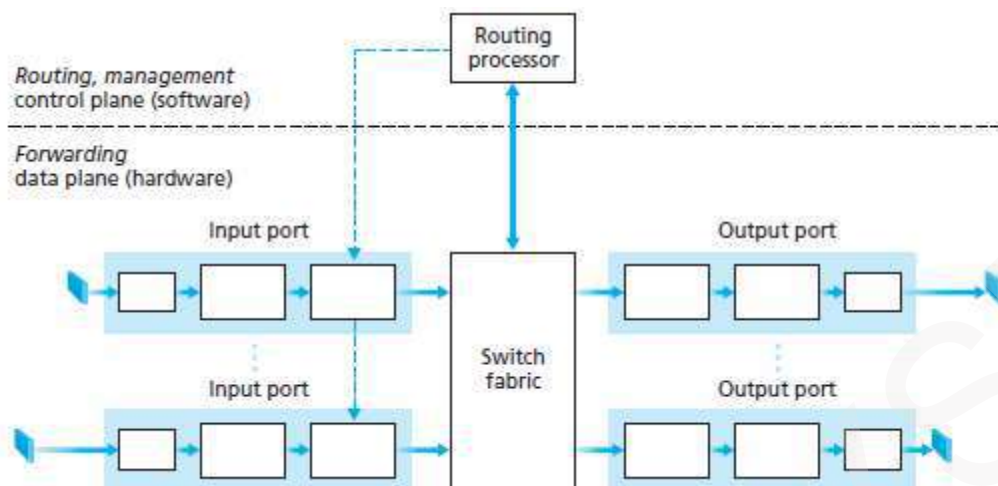 Routing
processor
Routing, management
control plane (software)
Forwarding
data plane (hardware)
Input port
Output port
Switch
fabric
Input port
Output port